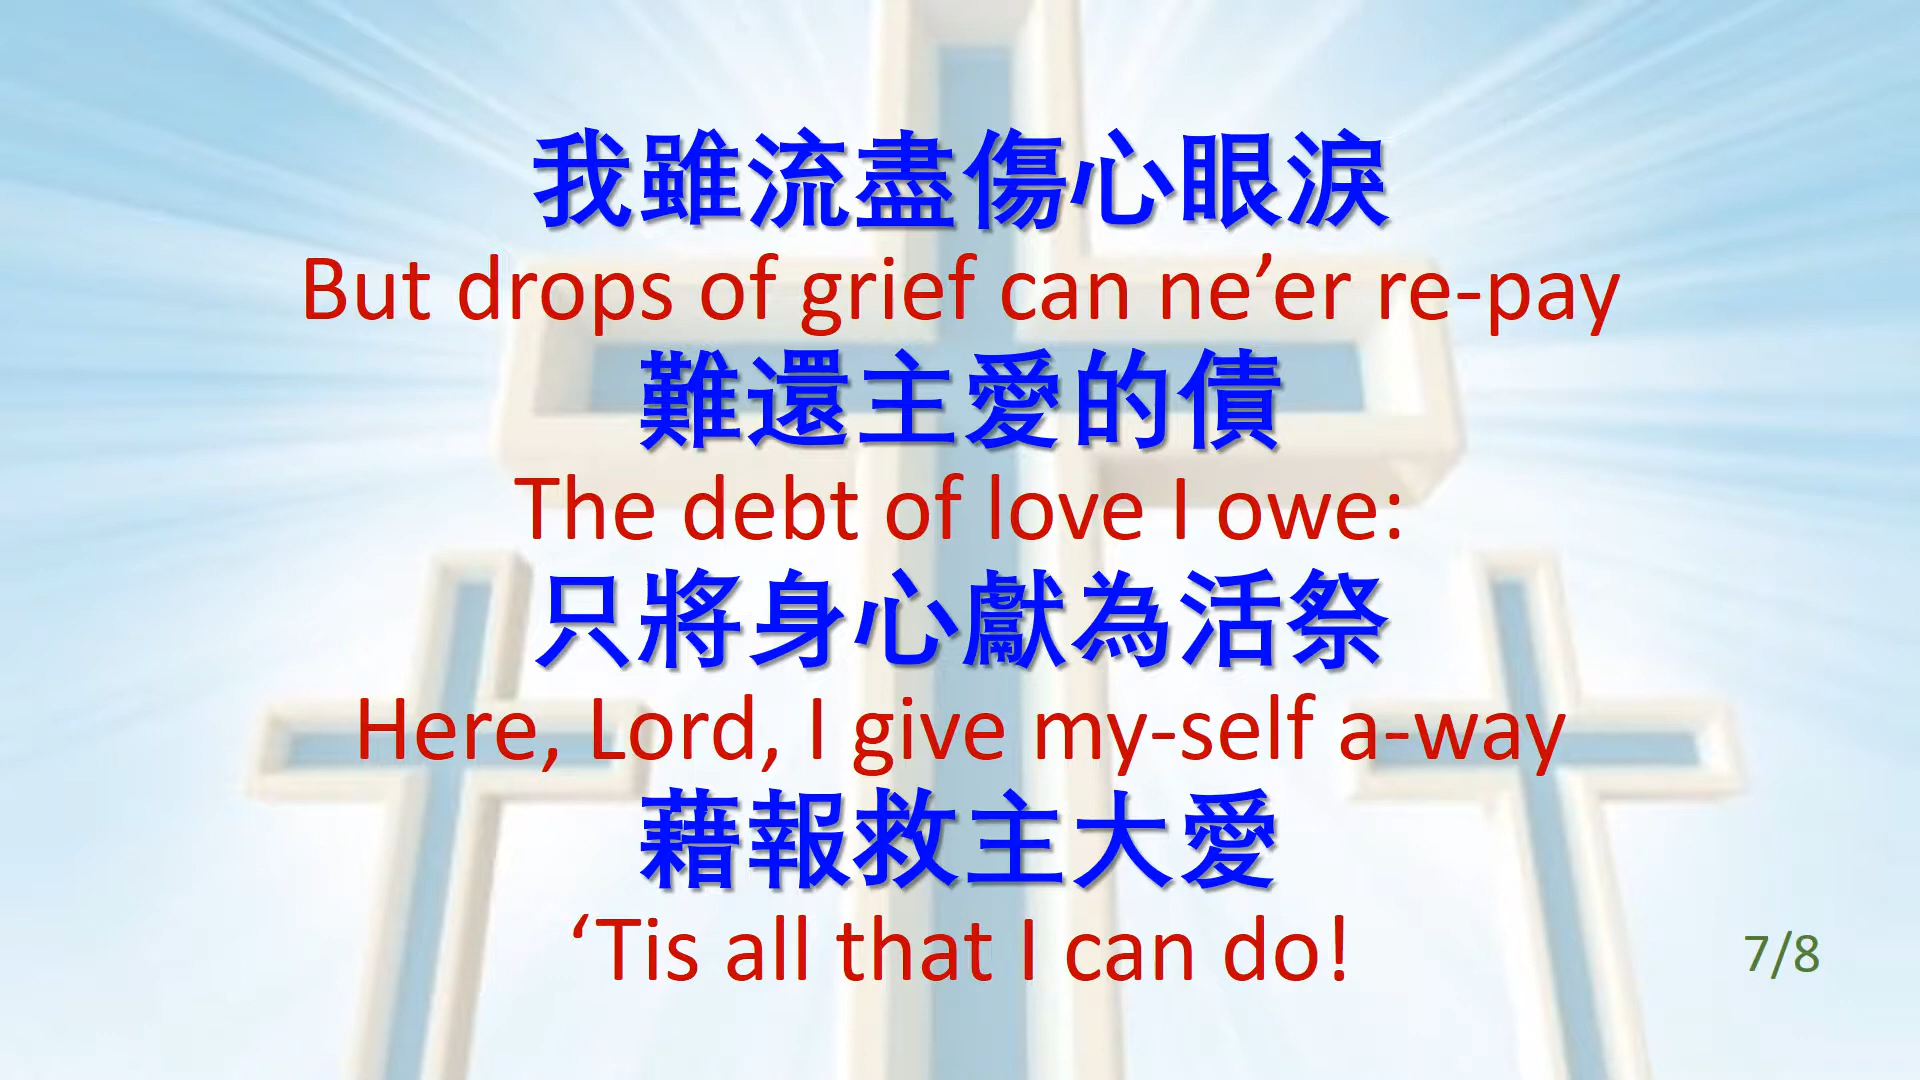 我雖流盡傷心眼淚
But drops of grief can ne’er re-pay
難還主愛的債
The debt of love I owe:
只將身心獻為活祭
Here, Lord, I give my-self a-way
藉報救主大愛
‘Tis all that I can do!
7/8